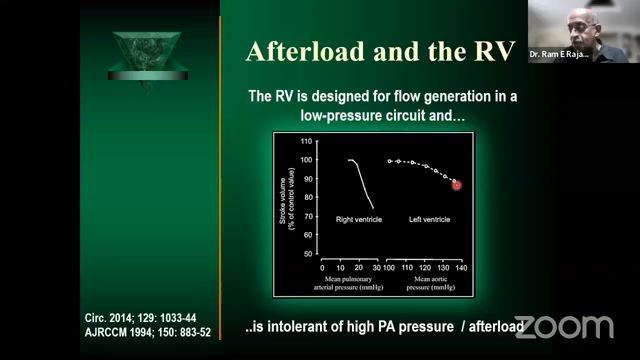 Afterload and the RV
Dr. Ram E Raja...
The RV is designed for flow generation in a
low-pressure circuit and…
Stroke volume
(% of control value)
110
100
90
80
70
60
50
Right ventricle
Left ventricle
0 10 20 30 100 110 120 130 140
Mean pulmonary
arterial pressure (mmHg)
Mean aortic
pressure (mmHg)
Circ. 2014; 129: 1033-44
AJRCCM 1994; 150: 883-52
..is intolerant of high PA pressure / afterload
zoom